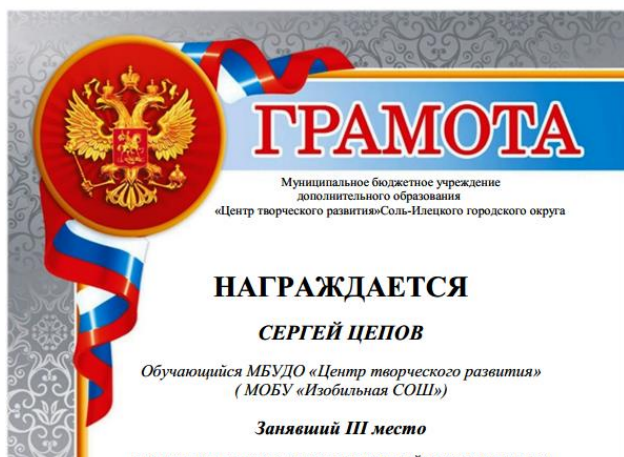 ГРАМОТА
Муниципальное бюджетное учреждение
дополнительного образования
«Центр творческого развития»Соль-Илецкого городского округа
НАГРАЖДАЕТСЯ
СЕРГЕЙ ЦЕПОВ
Обучающийся МБУДО «Центр творческого развития»
( МОБУ «Изобильная СОШ»)
Занявший III место